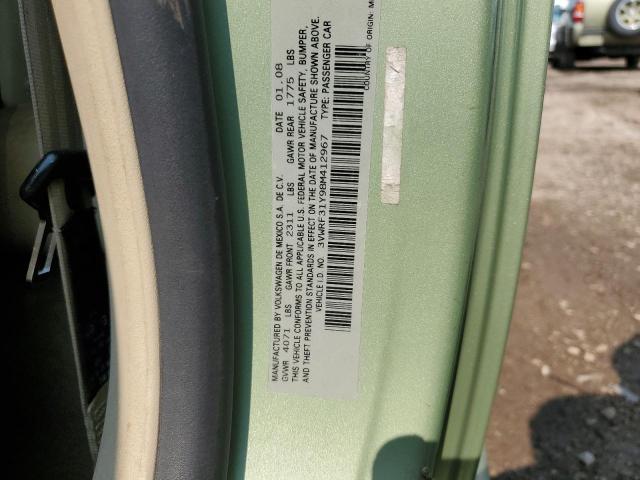 MANUFACTURED BY VOLKSWAGEN DE MEXICO S.A. DE C.V. DATE 01.08
GVWR 4071 LBS GAWR FRONT 2311 LBS GAWR REAR 1775 LBS
THIS VEHICLE CONFORMS TO ALL APPLICABLE U.S. FEDERAL MOTOR VEHICLE SAFETY, BUMPER,
AND THEFT PREVENTION STANDARDS IN EFFECT ON THE DATE OF MANUFACTURE SHOWN ABOVE.
VEHICLE I.D. NO. 3VWRF31Y98M412967 TYPE: PASSENGER CAR
COUNTRY OF ORIGIN: